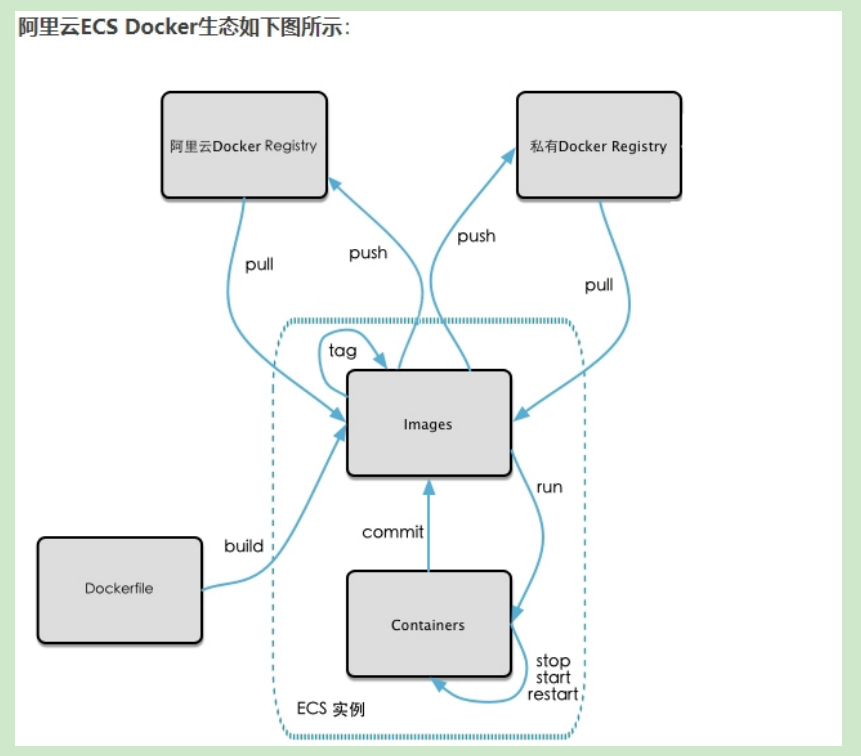 阿里云ECS Docker生态如下图所示：
阿里云Docker Registry
私有Docker Registry
push
push
pull
pull
tag
Images
run
commit
build
Dockerfile
Containers
stop
start
restart
ECS 实例